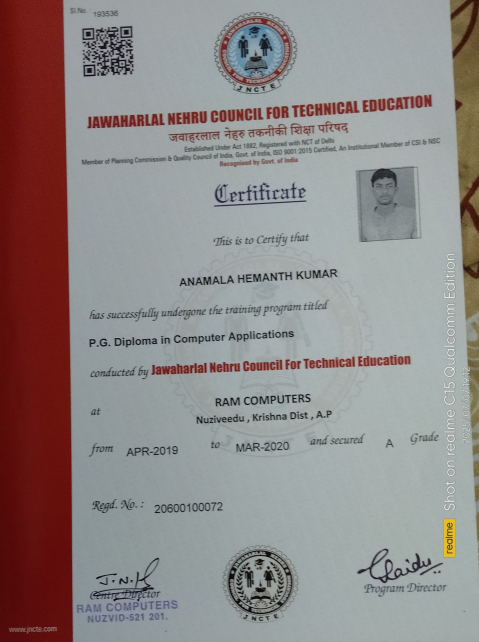 Sl.No. 193536
JNCTE
JAWAHARLAL NEHRU COUNCIL FOR TECHNICAL EDUCATION
जवाहरलाल नेहरु तकनीकी शिक्षा परिषद
Established Under Act 1882, Registered with NCT of Delhi
Member of Planning Commission & Quality Council of India, Govt. of India, ISO 9001:2015 Certified, An Institutional Member of CSI & NSC
Recognised by Govt. of India
Certificate
This is to Certify that
ANAMALA HEMANTH KUMAR
has successfully undergone the training program titled
P.G. Diploma in Computer Applications
conducted by Jawaharlal Nehru Council For Technical Education
at RAM COMPUTERS
Nuziveedu , Krishna Dist , A.P
from APR-2019 to MAR-2020 and secured A Grade
Regd. No. : 20600100072
J.N.H
Centre Director
RAM COMPUTERS
NUZVID-521 201.
JNCTE
Program Director
www.jncte.com
realme Shot on realme C15 Qualcomm Edition